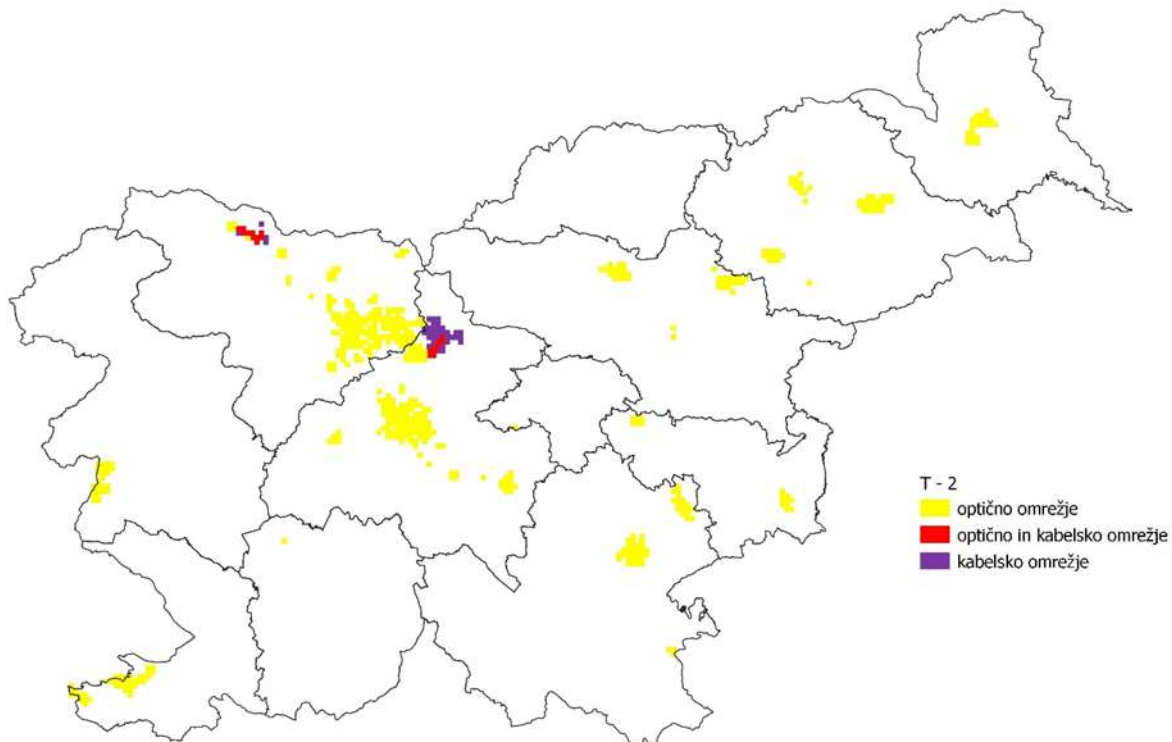 T - 2
optično omrežje
optično in kabelsko omrežje
kabelsko omrežje